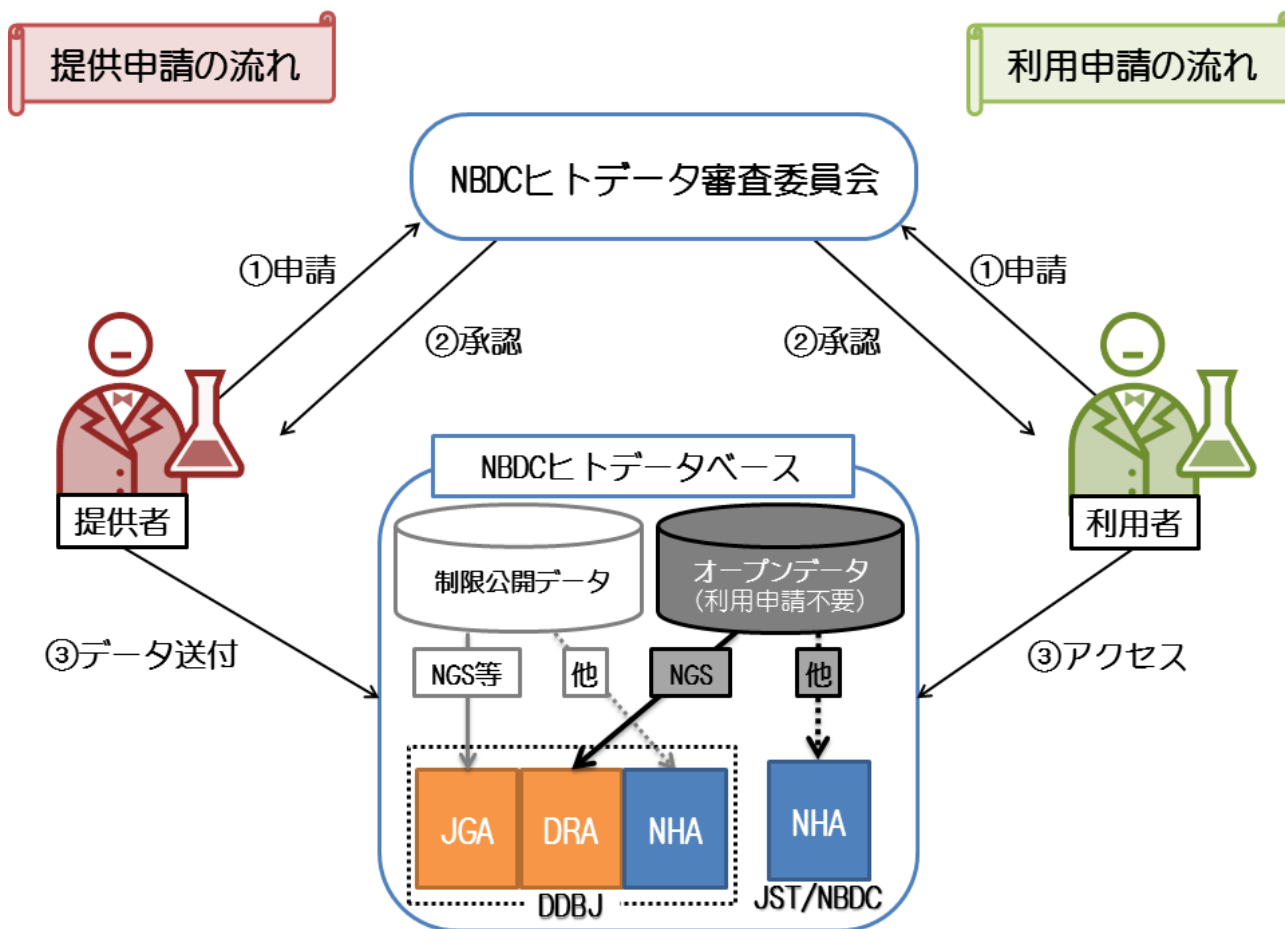 提供申請の流れ
利用申請の流れ
NBDCヒトデータ審査委員会
①申請
①申請
②承認
②承認
提供者
利用者
NBDCヒトデータベース
制限公開データ
オープンデータ
(利用申請不要)
③データ送付
③アクセス
NGS等
他
NGS
他
JGA
DRA
NHA
NHA
DDBJ
JST/NBDC